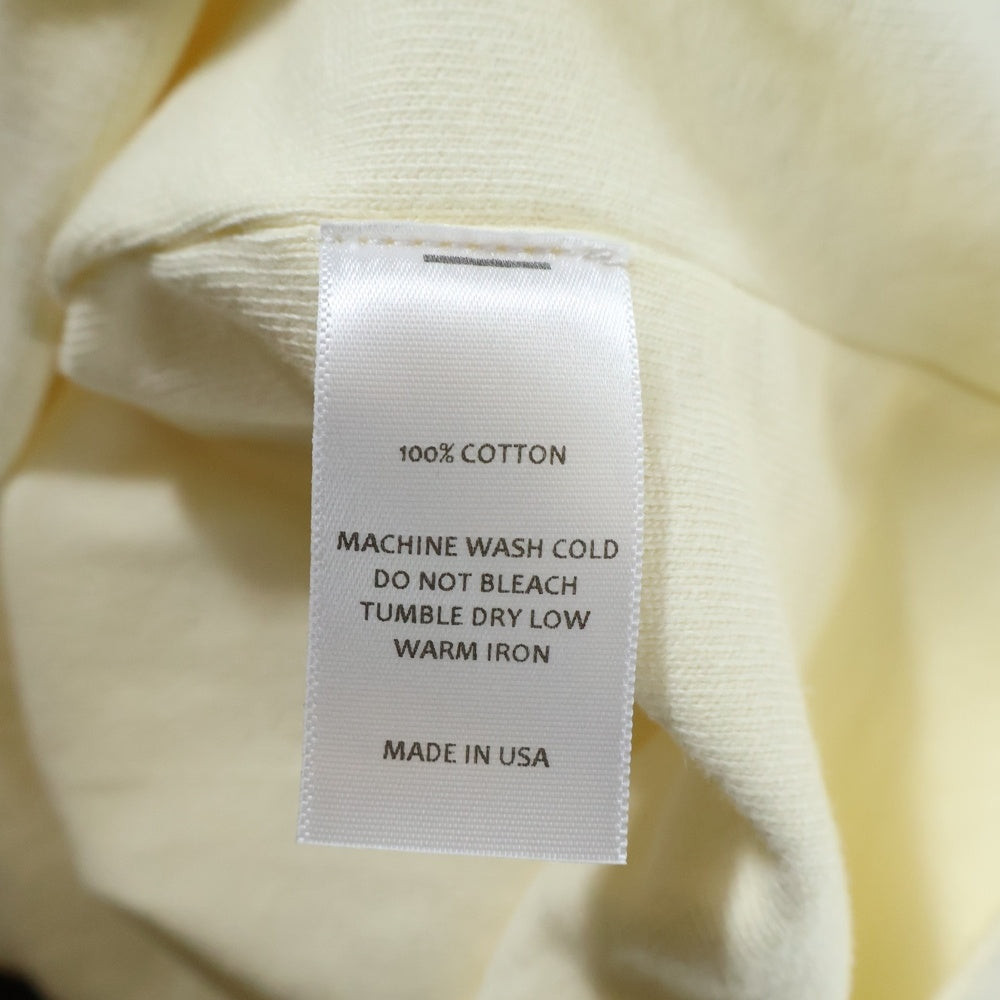 100% COTTON
MACHINE WASH COLD
DO NOT BLEACH
TUMBLE DRY LOW
WARM IRON
MADE IN USA